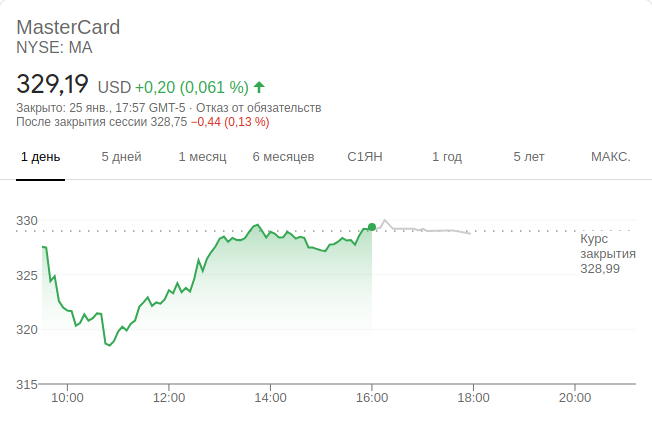 MasterCard
NYSE: MA
329,19 USD +0,20 (0,061 %)
Закрыто: 25 янв., 17:57 GMT-5 · Отказ от обязательств
После закрытия сессии 328,75 −0,44 (0,13 %)
1 день 5 дней 1 месяц 6 месяцев С1ЯН 1 год 5 лет МАКС.
330
Курс
закрытия
328,99
325
320
315
10:00 12:00 14:00 16:00 18:00 20:00